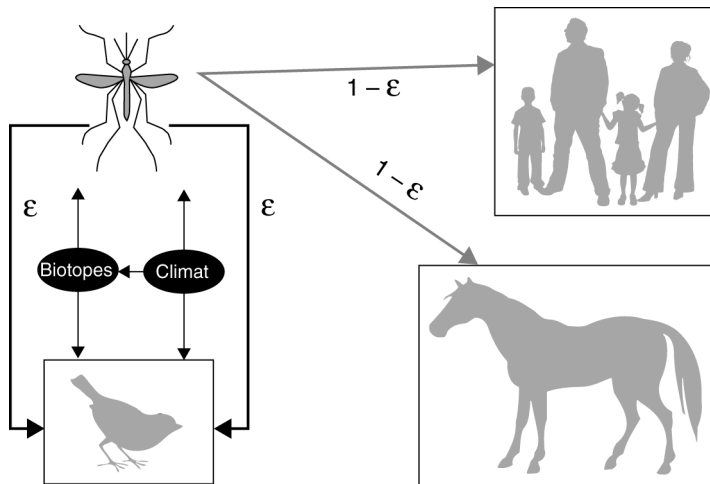 1 – ε
1 – ε
ε
ε
Biotopes
Climat